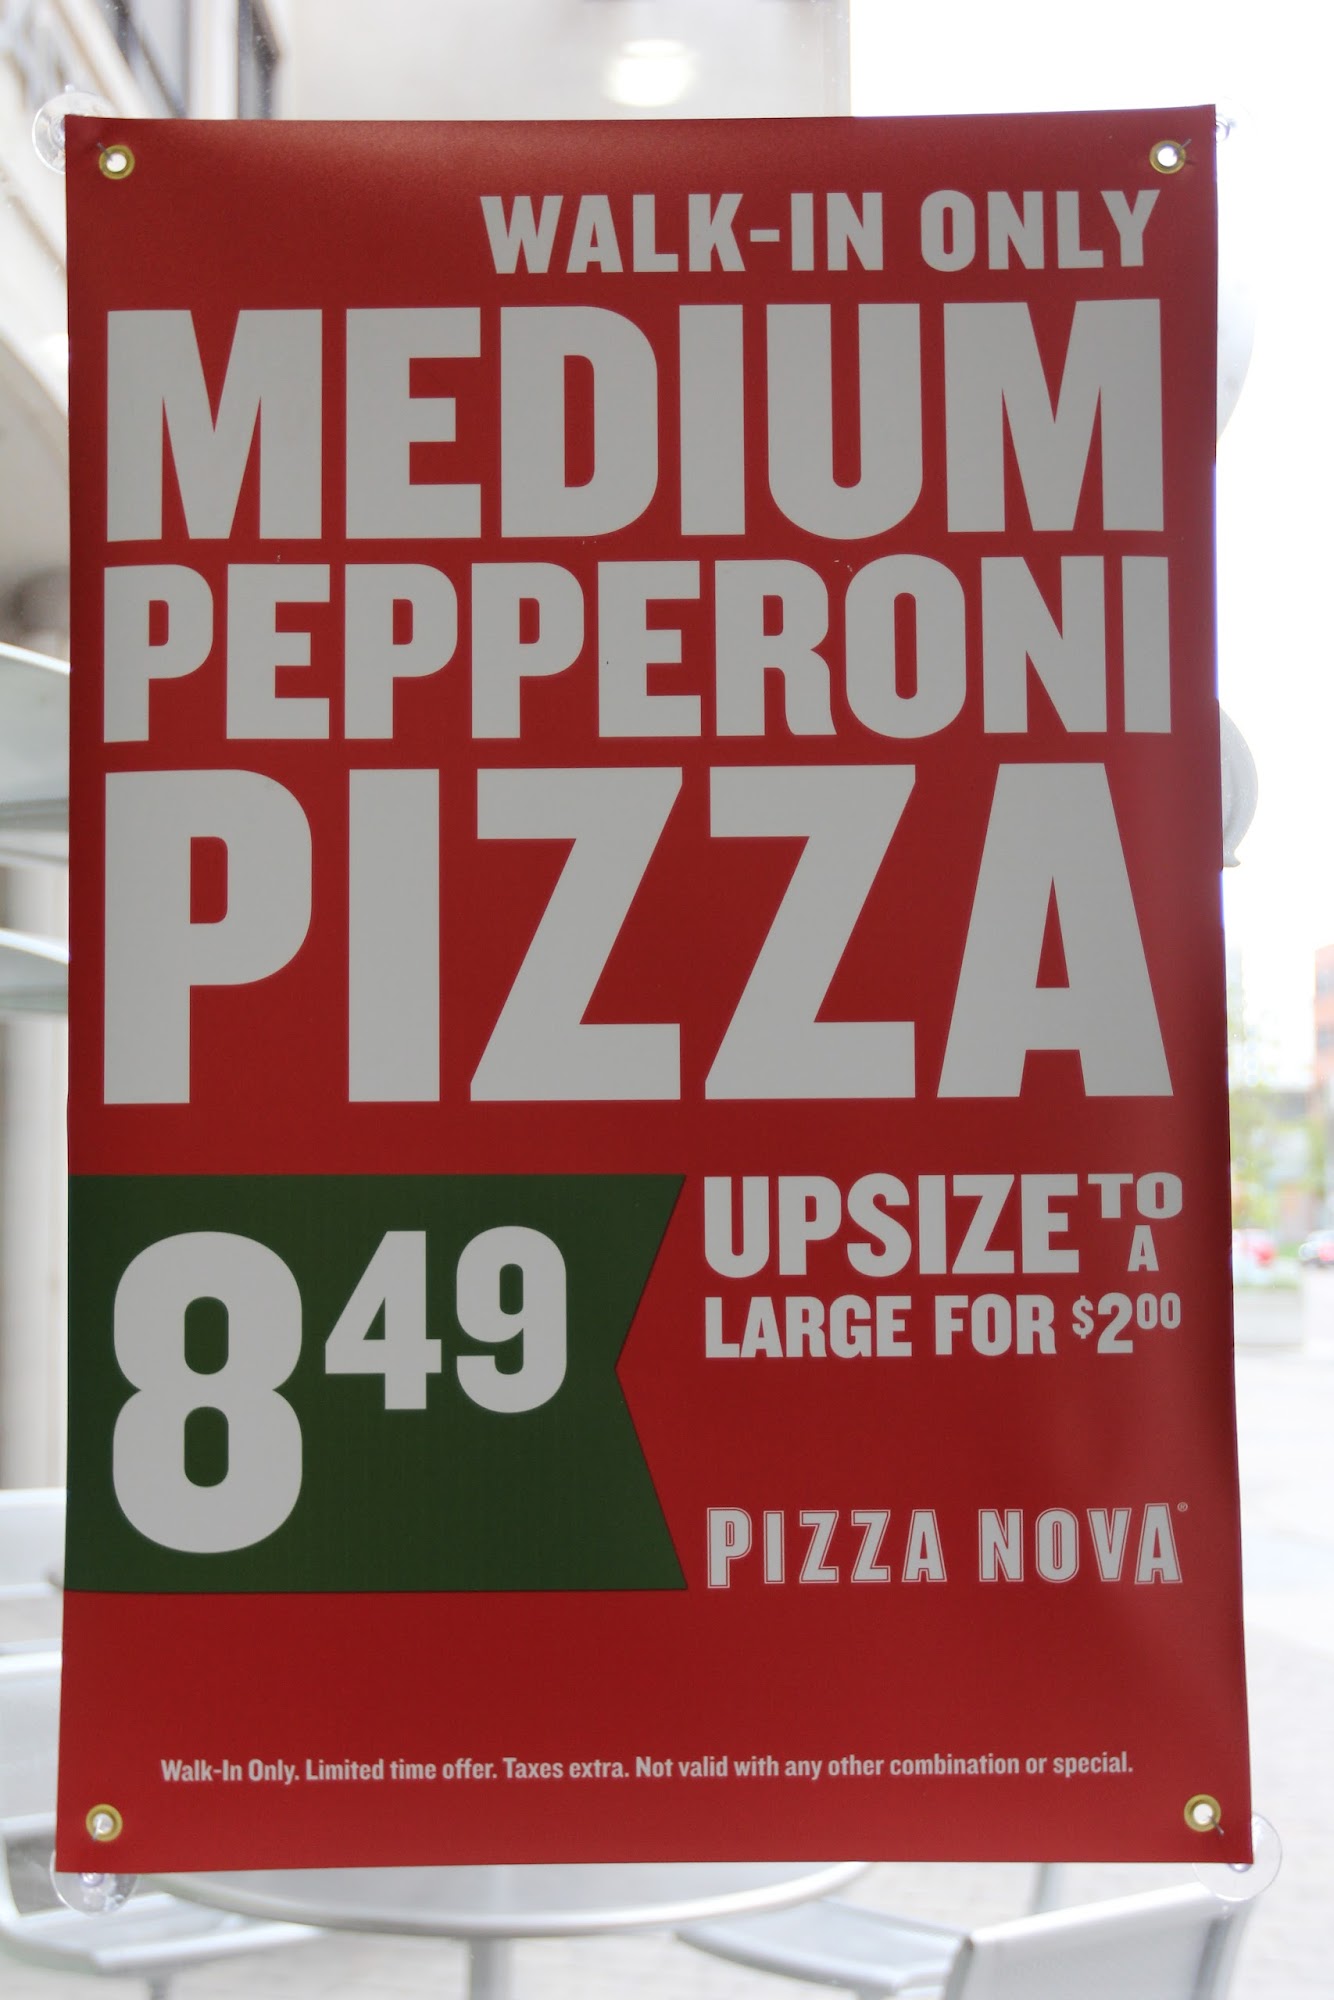 WALK-IN ONLY
MEDIUM
PEPPERONI
PIZZA
849
UPSIZE TO A
LARGE FOR $200
PIZZA NOVA®
Walk-In Only. Limited time offer. Taxes extra. Not valid with any other combination or special.